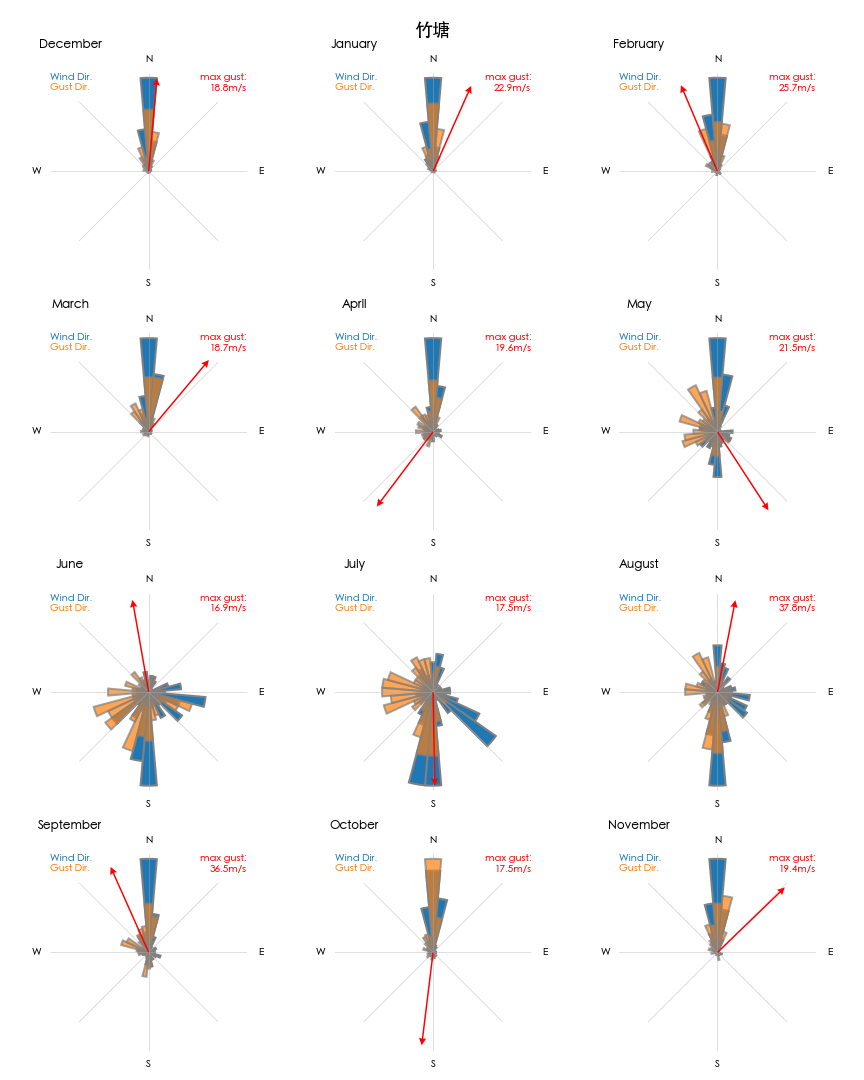 竹塘
December
N
Wind Dir.
Gust Dir.
max gust:
18.8m/s
W
E
S
January
N
Wind Dir.
Gust Dir.
max gust:
22.9m/s
W
E
S
February
N
Wind Dir.
Gust Dir.
max gust:
25.7m/s
W
E
S
March
N
Wind Dir.
Gust Dir.
max gust:
18.7m/s
W
E
S
April
N
Wind Dir.
Gust Dir.
max gust:
19.6m/s
W
E
S
May
N
Wind Dir.
Gust Dir.
max gust:
21.5m/s
W
E
S
June
N
Wind Dir.
Gust Dir.
max gust:
16.9m/s
W
E
S
July
N
Wind Dir.
Gust Dir.
max gust:
17.5m/s
W
E
S
August
N
Wind Dir.
Gust Dir.
max gust:
37.8m/s
W
E
S
September
N
Wind Dir.
Gust Dir.
max gust:
36.5m/s
W
E
S
October
N
Wind Dir.
Gust Dir.
max gust:
17.5m/s
W
E
S
November
N
Wind Dir.
Gust Dir.
max gust:
19.4m/s
W
E
S